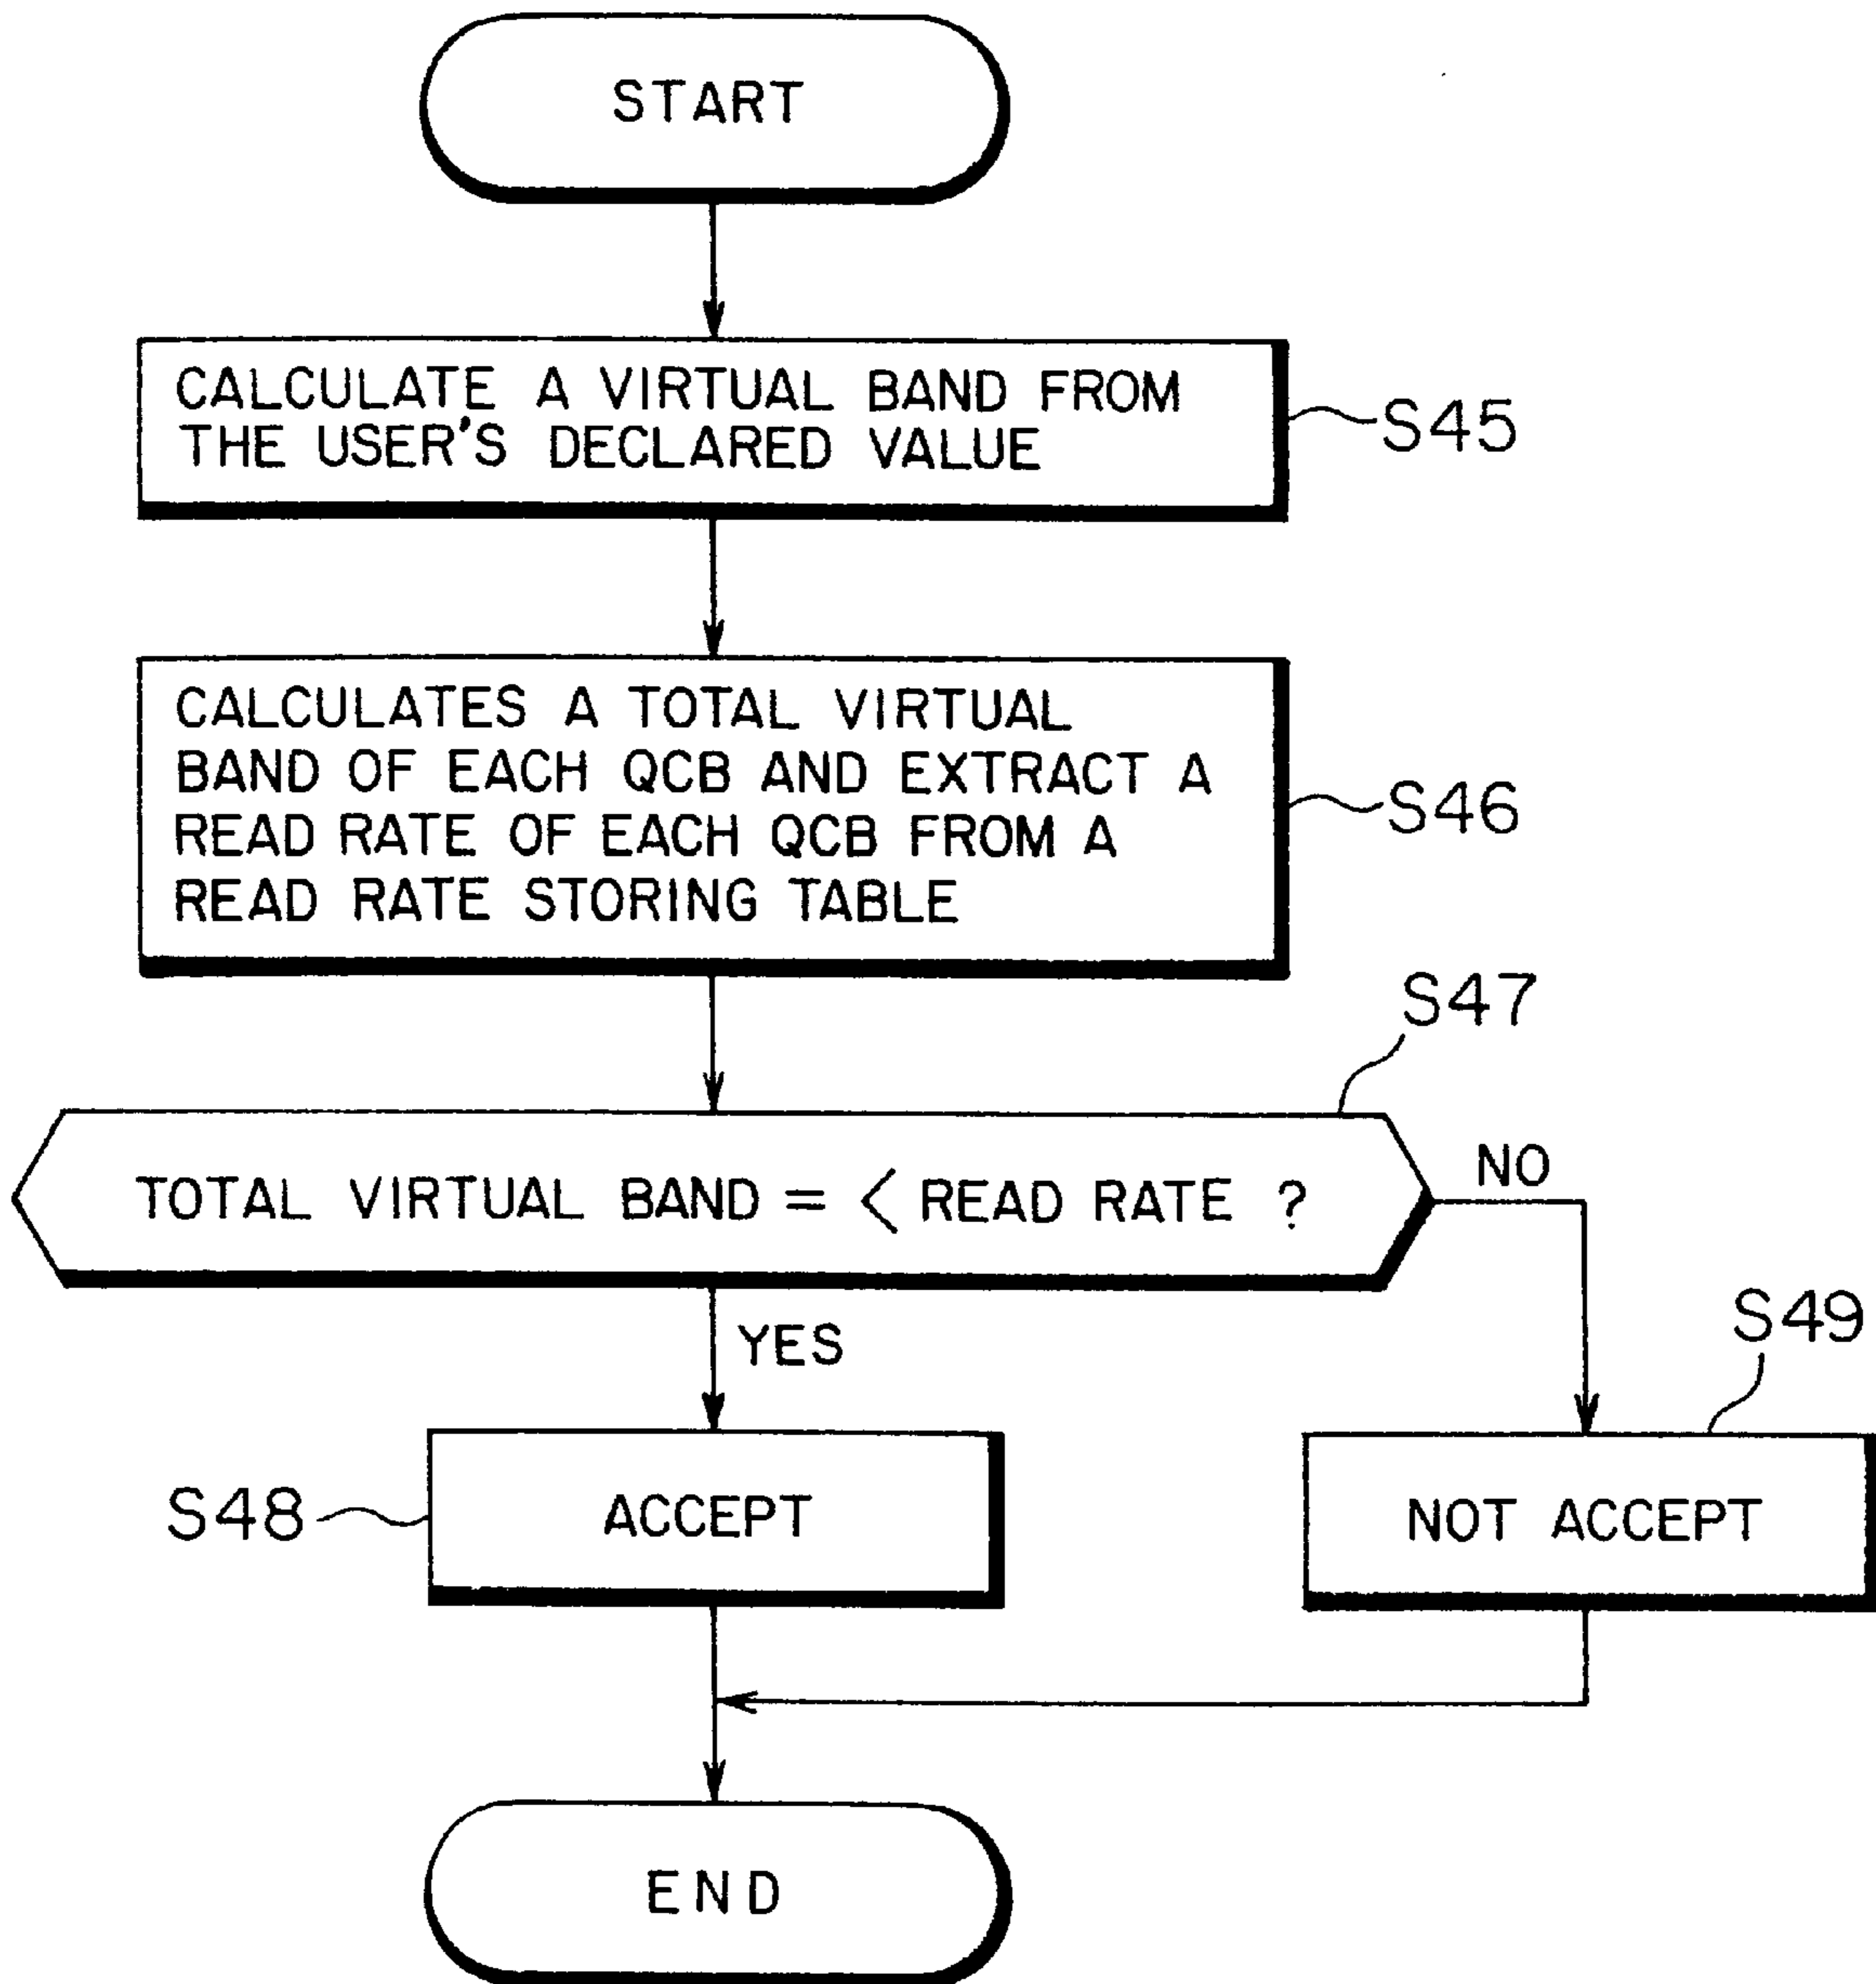 START
CALCULATE A VIRTUAL BAND FROM
THE USER'S DECLARED VALUE
S45
CALCULATES A TOTAL VIRTUAL
BAND OF EACH QCB AND EXTRACT A
READ RATE OF EACH QCB FROM A
READ RATE STORING TABLE
S46
S47
TOTAL VIRTUAL BAND = < READ RATE ?
NO
YES
S49
S48
ACCEPT
NOT ACCEPT
END